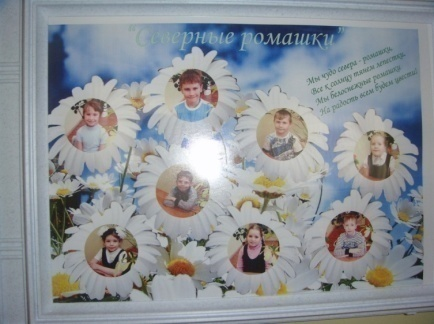 "Северные ромашки"
Мы чудо севера - ромашки,
Все к солнцу тянем лепестки,
Мы белоснежные ромашки
На радость всем будем цвести!